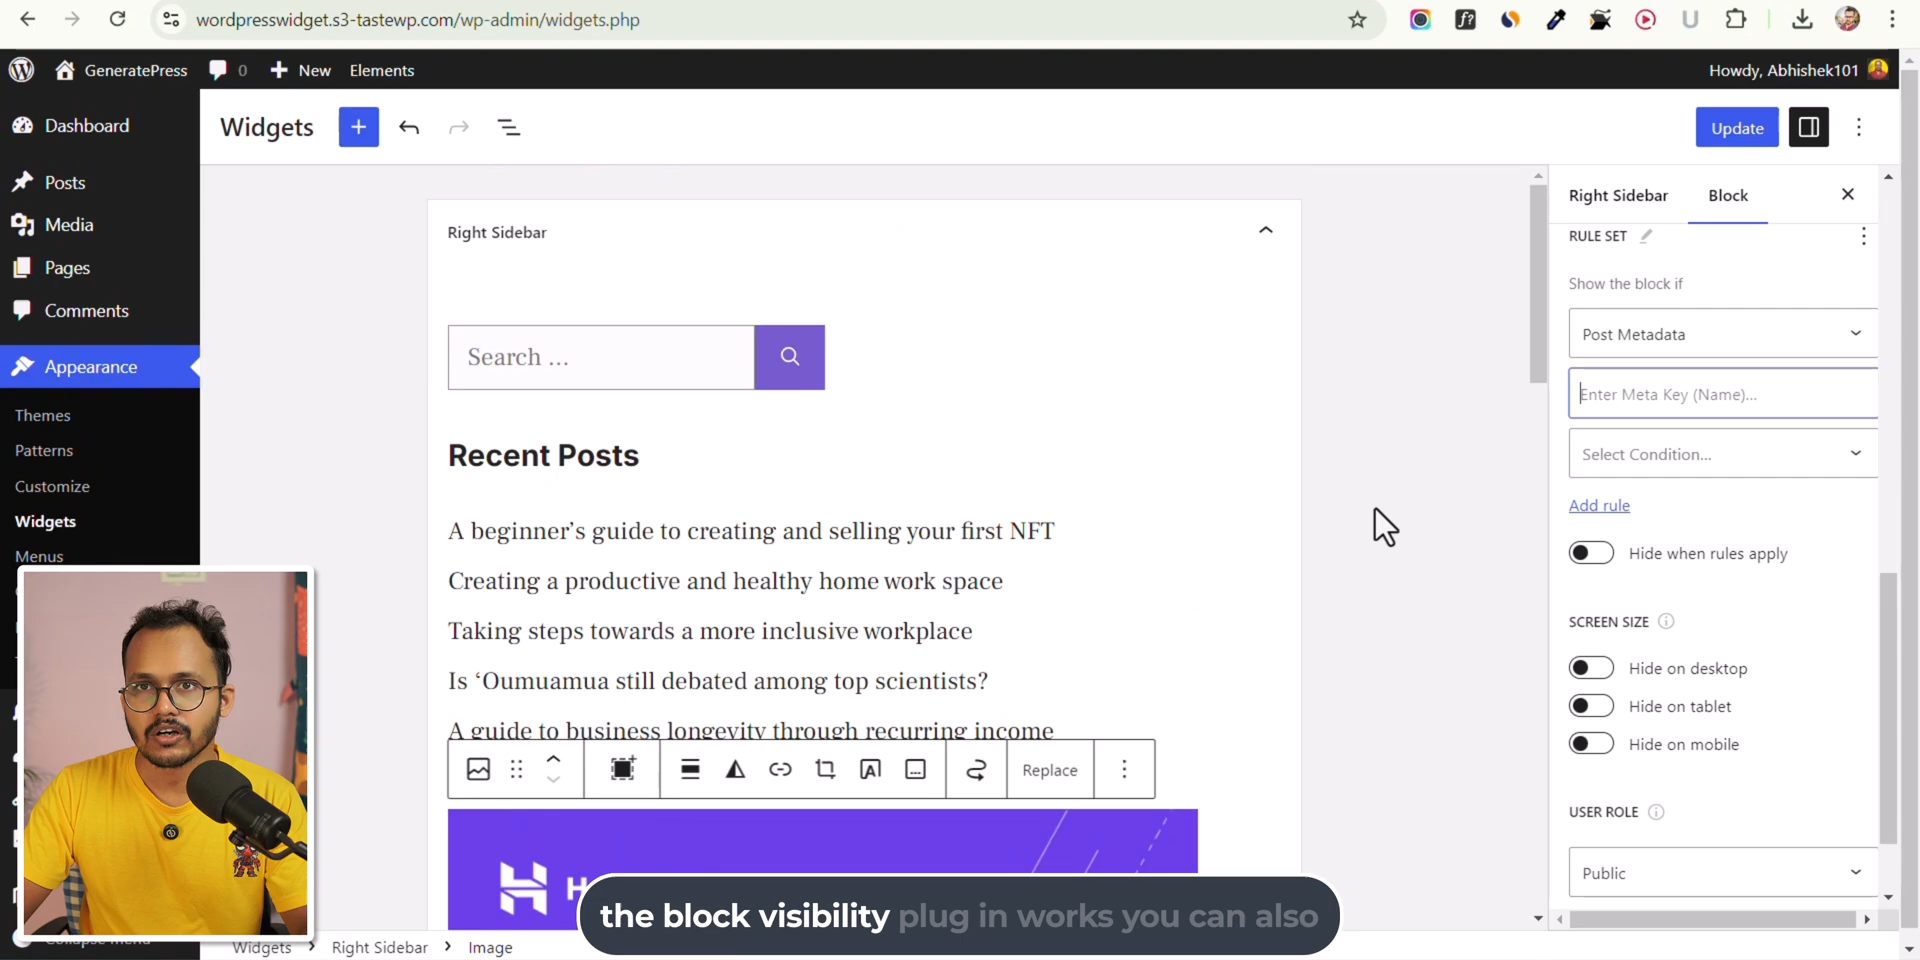 wordpresswidget.s3-tastewp.com/wp-admin/widgets.php
GeneratePress
0
New
Elements
Howdy, Abhishek101
Dashboard
Posts
Media
Pages
Comments
Appearance
Themes
Patterns
Customize
Widgets
Menus
Widgets
Update
Right Sidebar
Search ...
Recent Posts
A beginner’s guide to creating and selling your first NFT
Creating a productive and healthy home work space
Taking steps towards a more inclusive workplace
Is ‘Oumuamua still debated among top scientists?
A guide to business longevity through recurring income
Replace
H
Right Sidebar
Block
RULE SET
Show the block if
Post Metadata
Enter Meta Key (Name)...
Select Condition...
Add rule
Hide when rules apply
SCREEN SIZE
Hide on desktop
Hide on tablet
Hide on mobile
USER ROLE
Public
the block visibility plug in works you can also
Widgets > Right Sidebar > Image